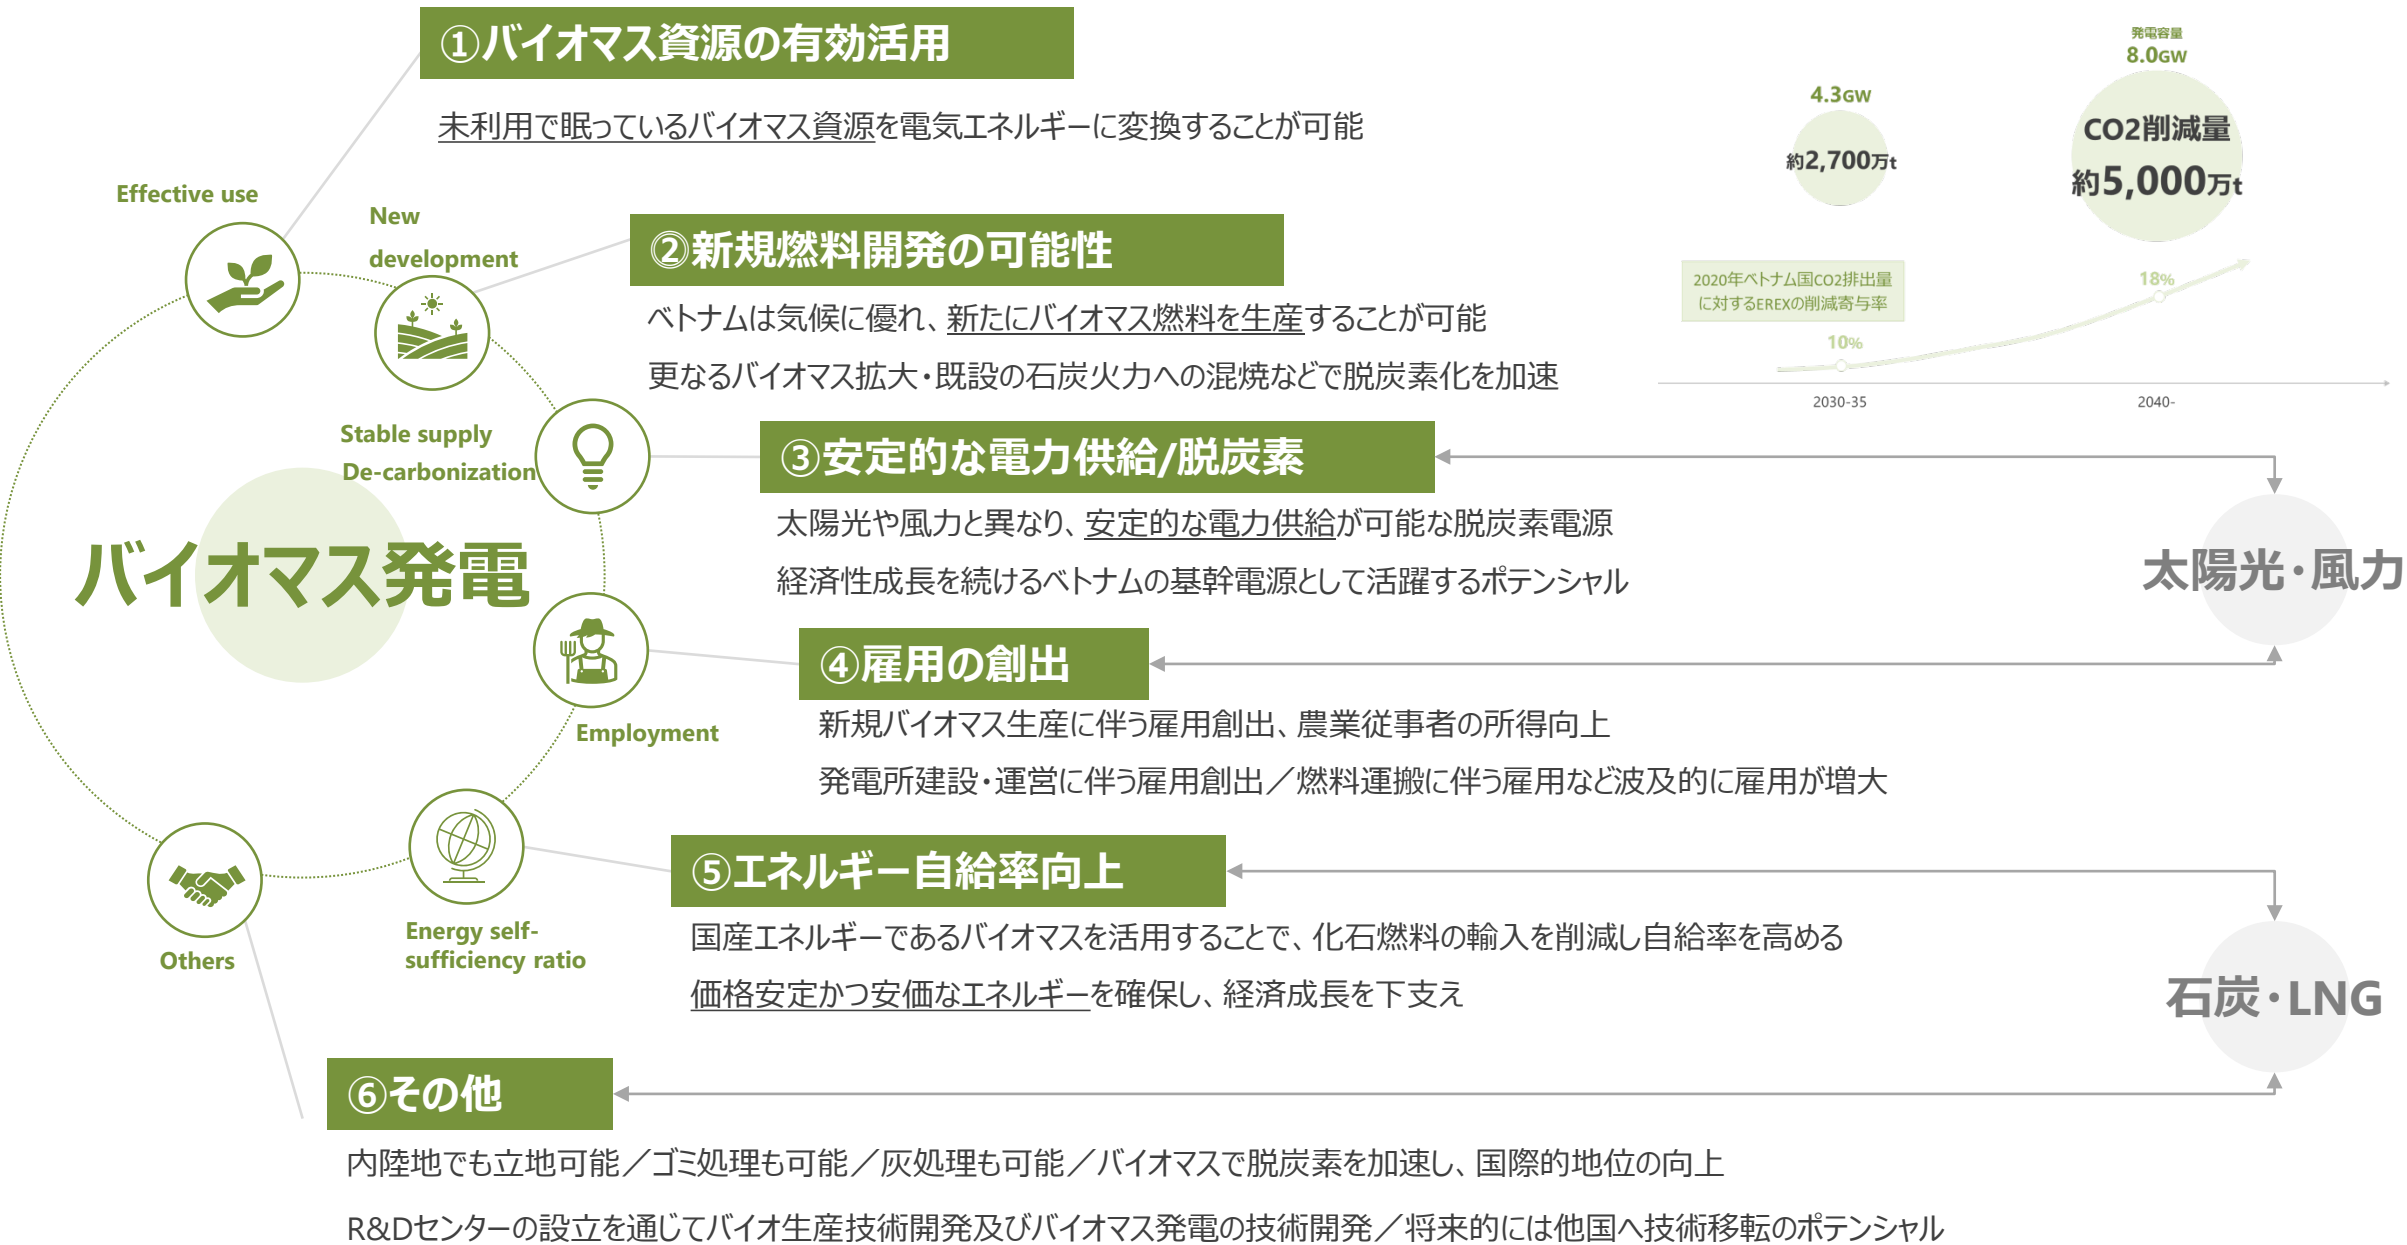 ①バイオマス資源の有効活用
未利用で眠っているバイオマス資源を電気エネルギーに変換することが可能
発電容量
8.0GW
4.3GW
CO2削減量
約5,000万t
約2,700万t
2020年ベトナム国CO2排出量
に対するEREXの削減寄与率
18%
10%
2030-35
2040-
Effective use
New
development
②新規燃料開発の可能性
ベトナムは気候に優れ、新たにバイオマス燃料を生産することが可能
更なるバイオマス拡大・既設の石炭火力への混焼などで脱炭素化を加速
Stable supply
De-carbonization
③安定的な電力供給/脱炭素
太陽光や風力と異なり、安定的な電力供給が可能な脱炭素電源
経済性成長を続けるベトナムの基幹電源として活躍するポテンシャル
バイオマス発電
太陽光・風力
④雇用の創出
新規バイオマス生産に伴う雇用創出、農業従事者の所得向上
発電所建設・運営に伴う雇用創出／燃料運搬に伴う雇用など波及的に雇用が増大
Employment
⑤エネルギー自給率向上
国産エネルギーであるバイオマスを活用することで、化石燃料の輸入を削減し自給率を高める
価格安定かつ安価なエネルギーを確保し、経済成長を下支え
Energy self-
sufficiency ratio
Others
石炭・LNG
⑥その他
内陸地でも立地可能／ゴミ処理も可能／灰処理も可能／バイオマスで脱炭素を加速し、国際的地位の向上
R&Dセンターの設立を通じてバイオ生産技術開発及びバイオマス発電の技術開発／将来的には他国へ技術移転のポテンシャル